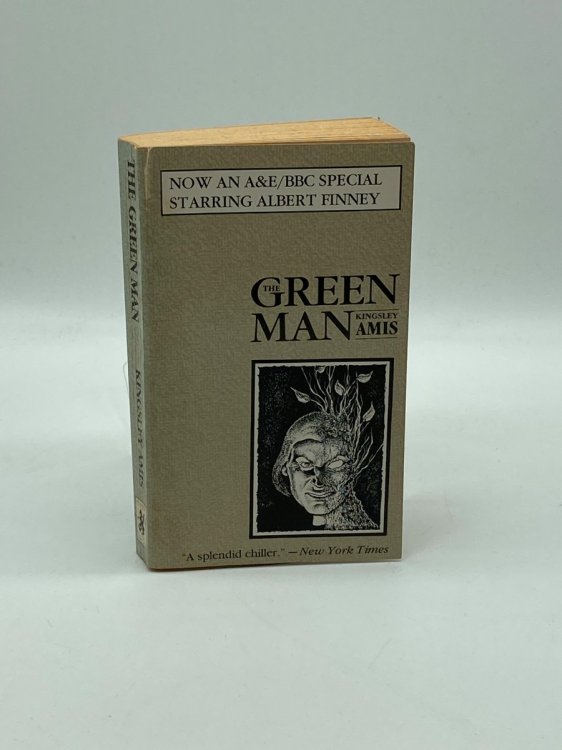 NOW AN A&E/BBC SPECIAL
STARRING ALBERT FINNEY
THE
GREEN
MAN
KINGSLEY
AMIS
"A splendid chiller." —New York Times
THE GREEN MAN
KINGSLEY AMIS